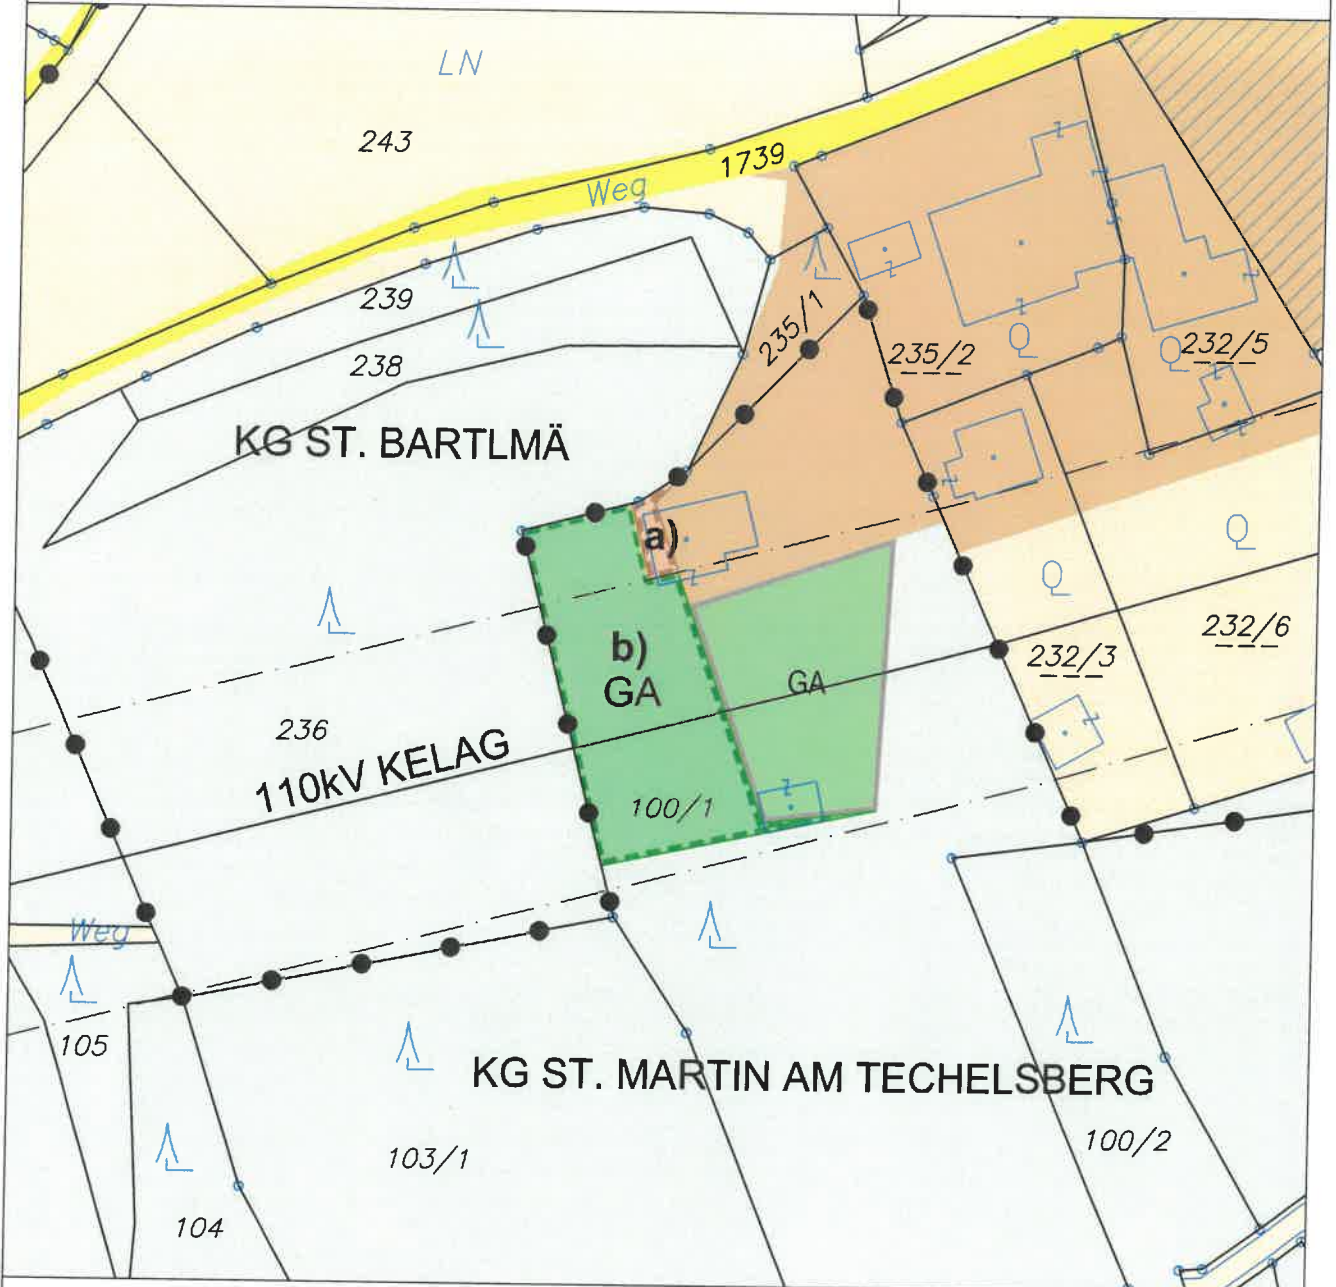 LN
243
1739
Weg
239
235/1
238
235/2
Q
Q
232/5
KG ST. BARTLMÄ
a)
Q
Q
b)
GA
GA
232/3
232/6
236
110kV KELAG
100/1
Weg
105
KG ST. MARTIN AM TECHELSBERG
103/1
100/2
104